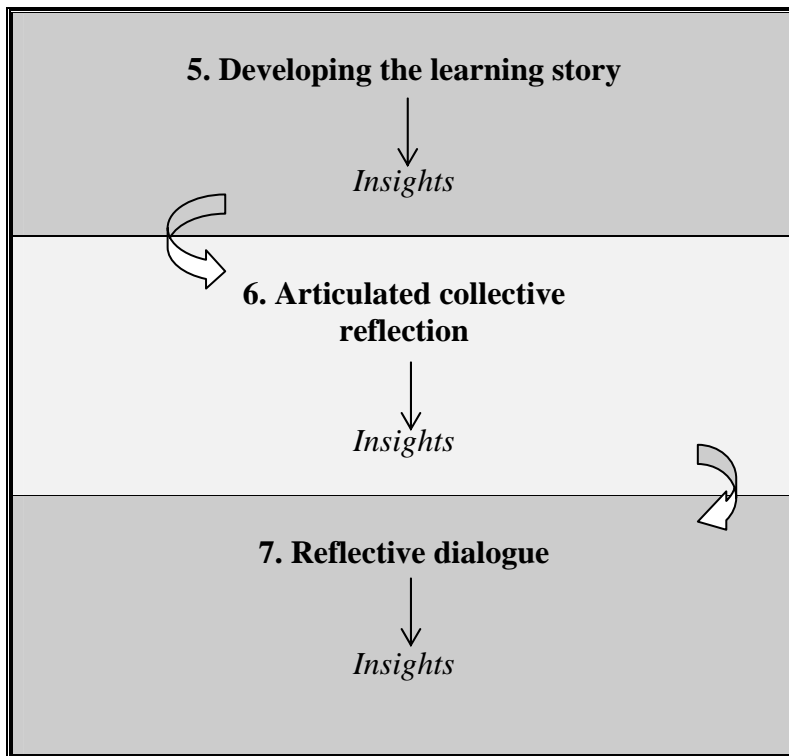 5. Developing the learning story
Insights
6. Articulated collective
reflection
Insights
7. Reflective dialogue
Insights